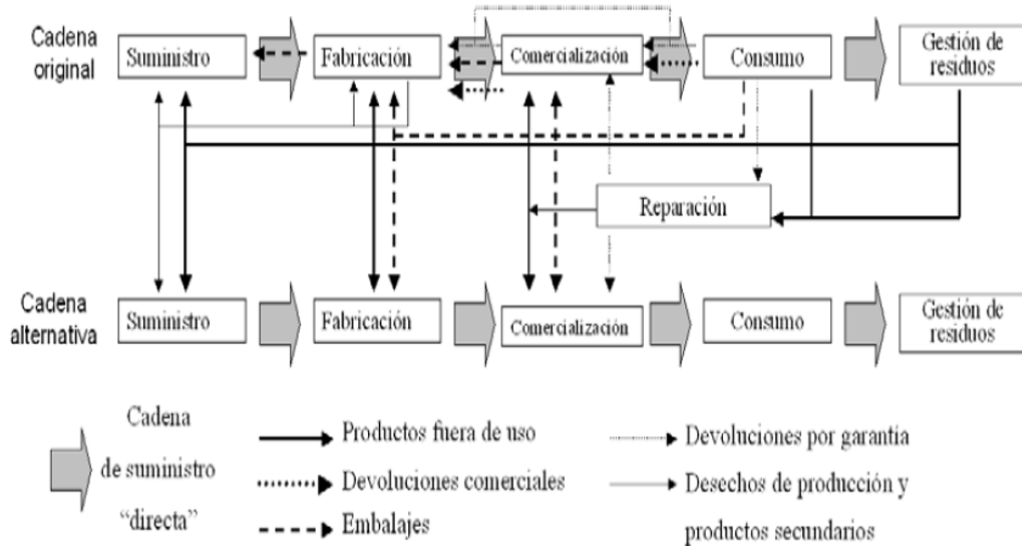 Cadena
original
Suministro
Fabricación
Comercialización
Consumo
Gestión de
residuos
Reparación
Cadena
alternativa
Suministro
Fabricación
Comercialización
Consumo
Gestión de
residuos
Cadena
de suministro
“directa”
Productos fuera de uso
Devoluciones comerciales
Embalajes
Devoluciones por garantía
Desechos de producción y
productos secundarios